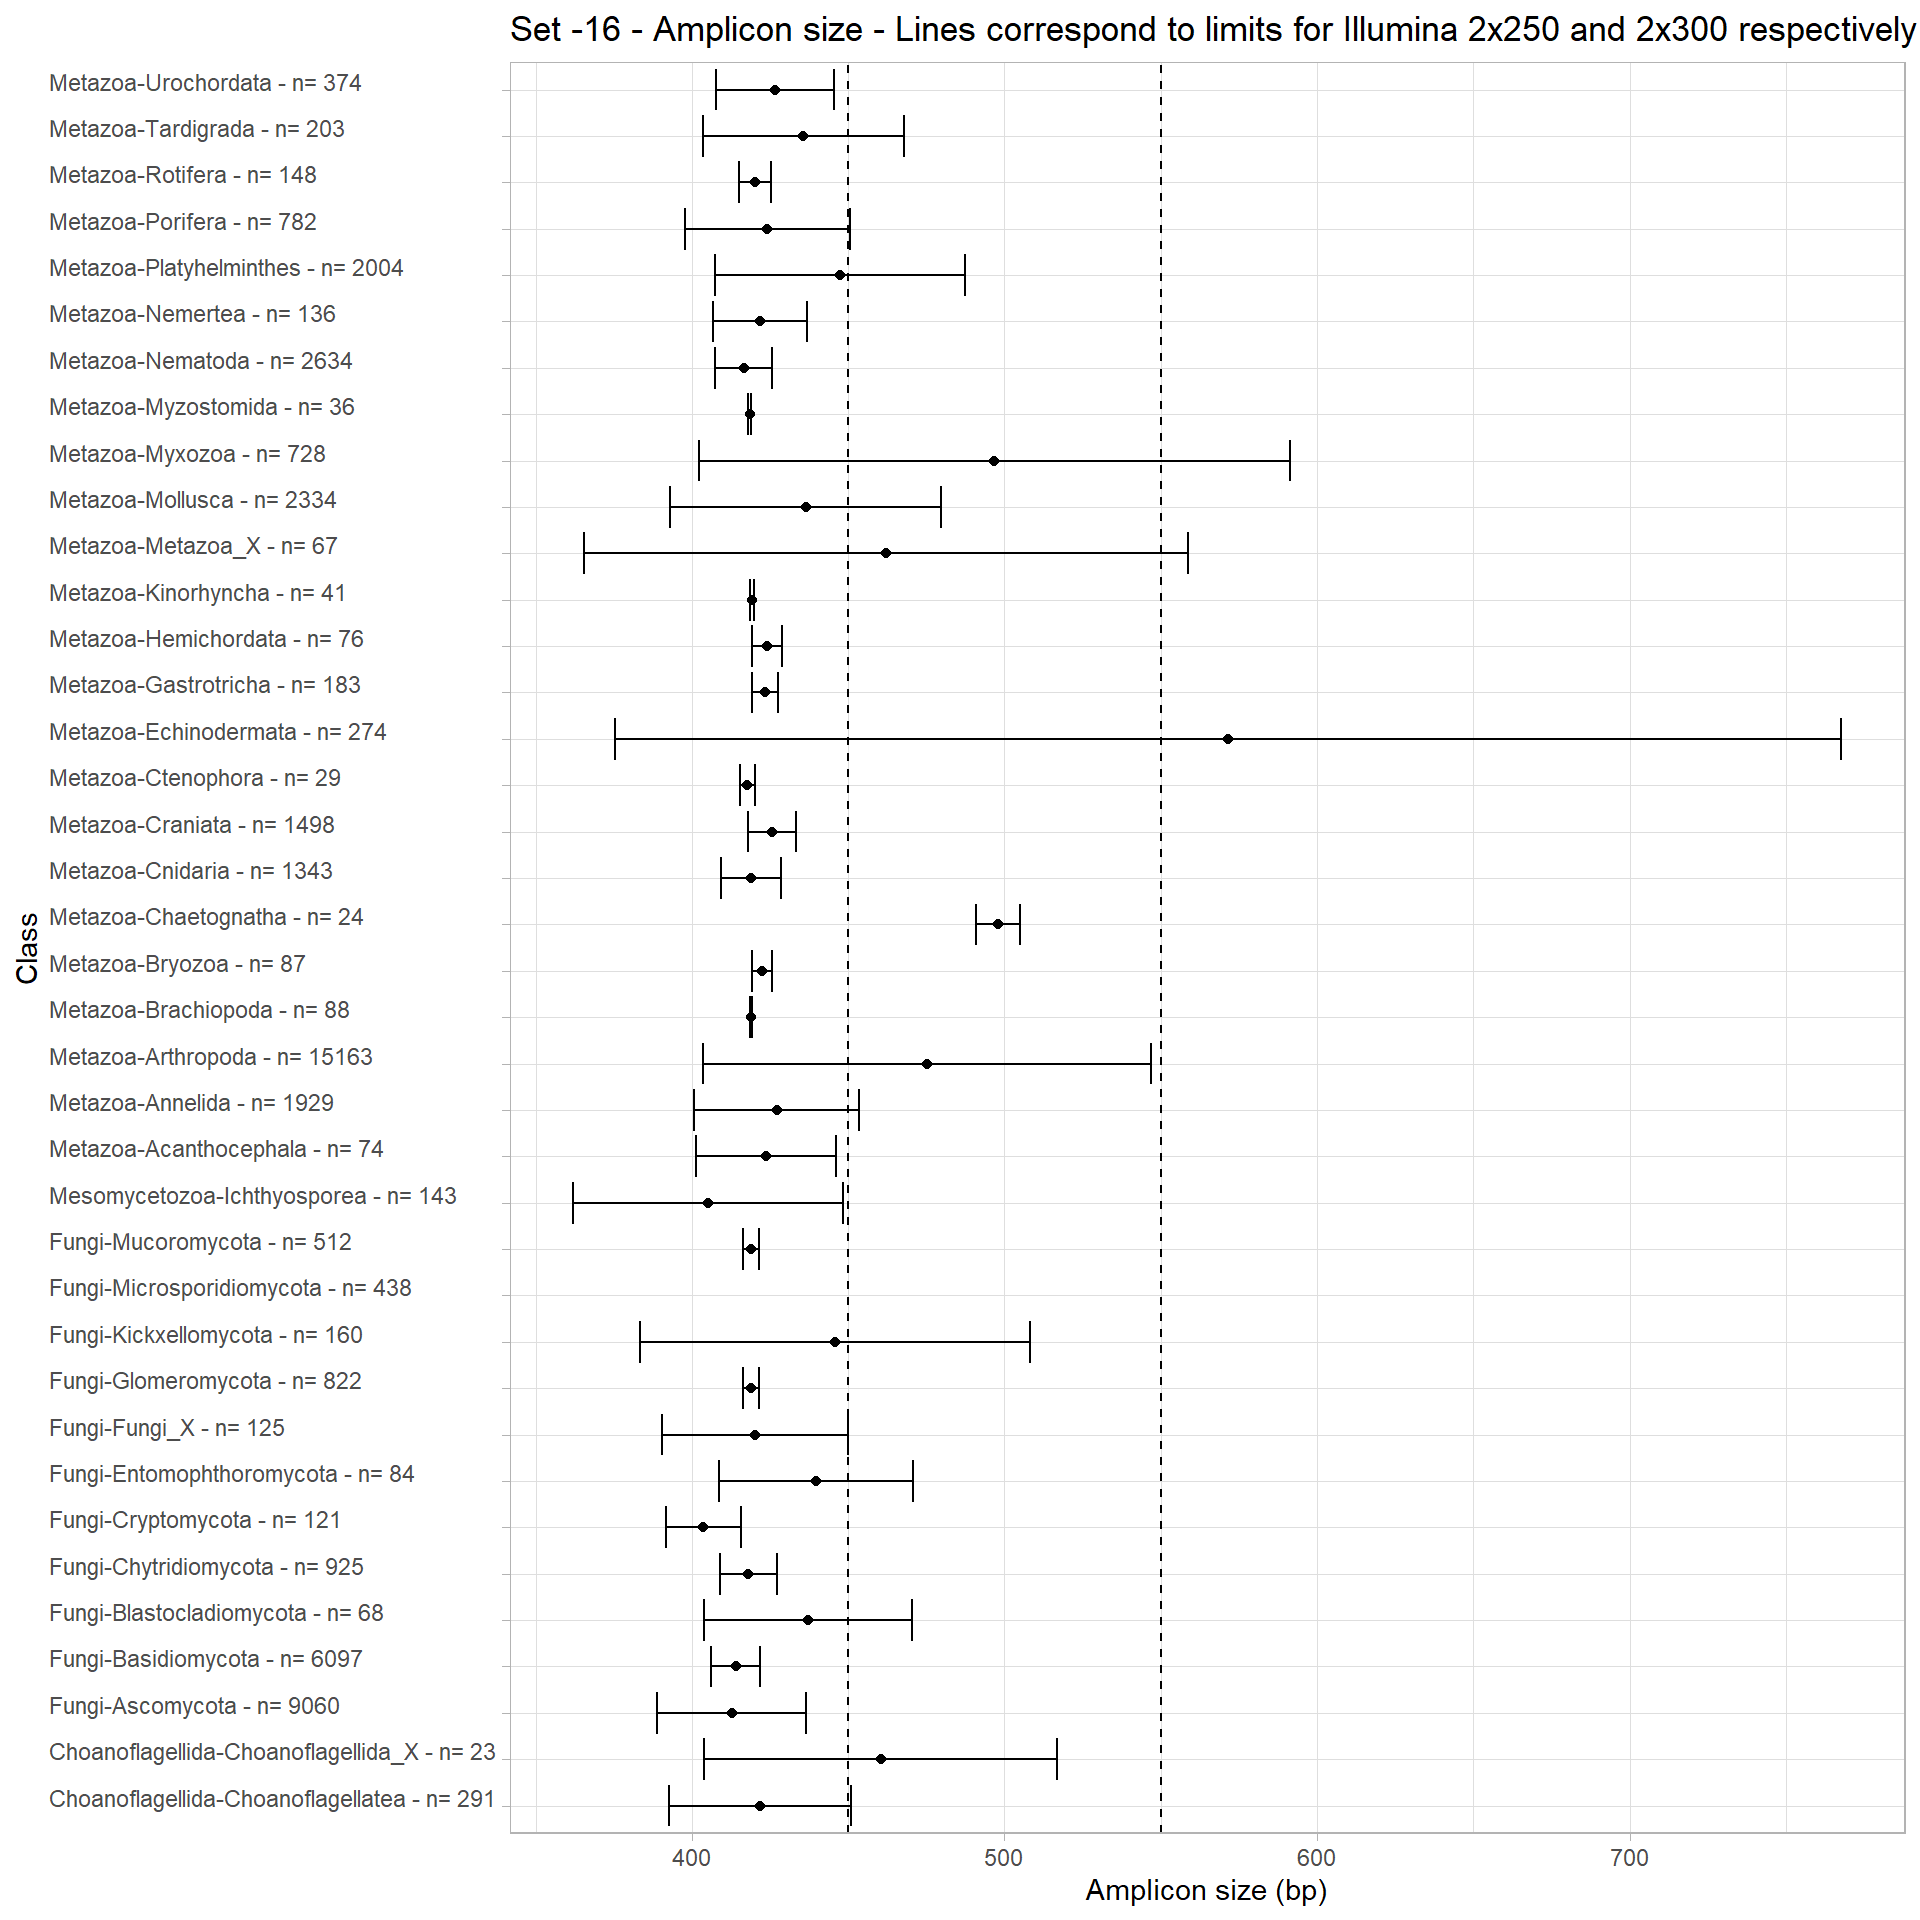 Set -16 - Amplicon size - Lines correspond to limits for Illumina 2x250 and 2x300 respectively
Metazoa-Urochordata - n= 374
Metazoa-Tardigrada - n= 203
Metazoa-Rotifera - n= 148
Metazoa-Porifera - n= 782
Metazoa-Platyhelminthes - n= 2004
Metazoa-Nemertea - n= 136
Metazoa-Nematoda - n= 2634
Metazoa-Myzostomida - n= 36
Metazoa-Myxozoa - n= 728
Metazoa-Mollusca - n= 2334
Metazoa-Metazoa_X - n= 67
Metazoa-Kinorhyncha - n= 41
Metazoa-Hemichordata - n= 76
Metazoa-Gastrotricha - n= 183
Metazoa-Echinodermata - n= 274
Metazoa-Ctenophora - n= 29
Metazoa-Craniata - n= 1498
Metazoa-Cnidaria - n= 1343
Metazoa-Chaetognatha - n= 24
Class
Metazoa-Bryozoa - n= 87
Metazoa-Brachiopoda - n= 88
Metazoa-Arthropoda - n= 15163
Metazoa-Annelida - n= 1929
Metazoa-Acanthocephala - n= 74
Mesomycetozoa-Ichthyosporea - n= 143
Fungi-Mucoromycota - n= 512
Fungi-Microsporidiomycota - n= 438
Fungi-Kickxellomycota - n= 160
Fungi-Glomeromycota - n= 822
Fungi-Fungi_X - n= 125
Fungi-Entomophthoromycota - n= 84
Fungi-Cryptomycota - n= 121
Fungi-Chytridiomycota - n= 925
Fungi-Blastocladiomycota - n= 68
Fungi-Basidiomycota - n= 6097
Fungi-Ascomycota - n= 9060
Choanoflagellida-Choanoflagellida_X - n= 23
Choanoflagellida-Choanoflagellatea - n= 291
400 500 600 700
Amplicon size (bp)